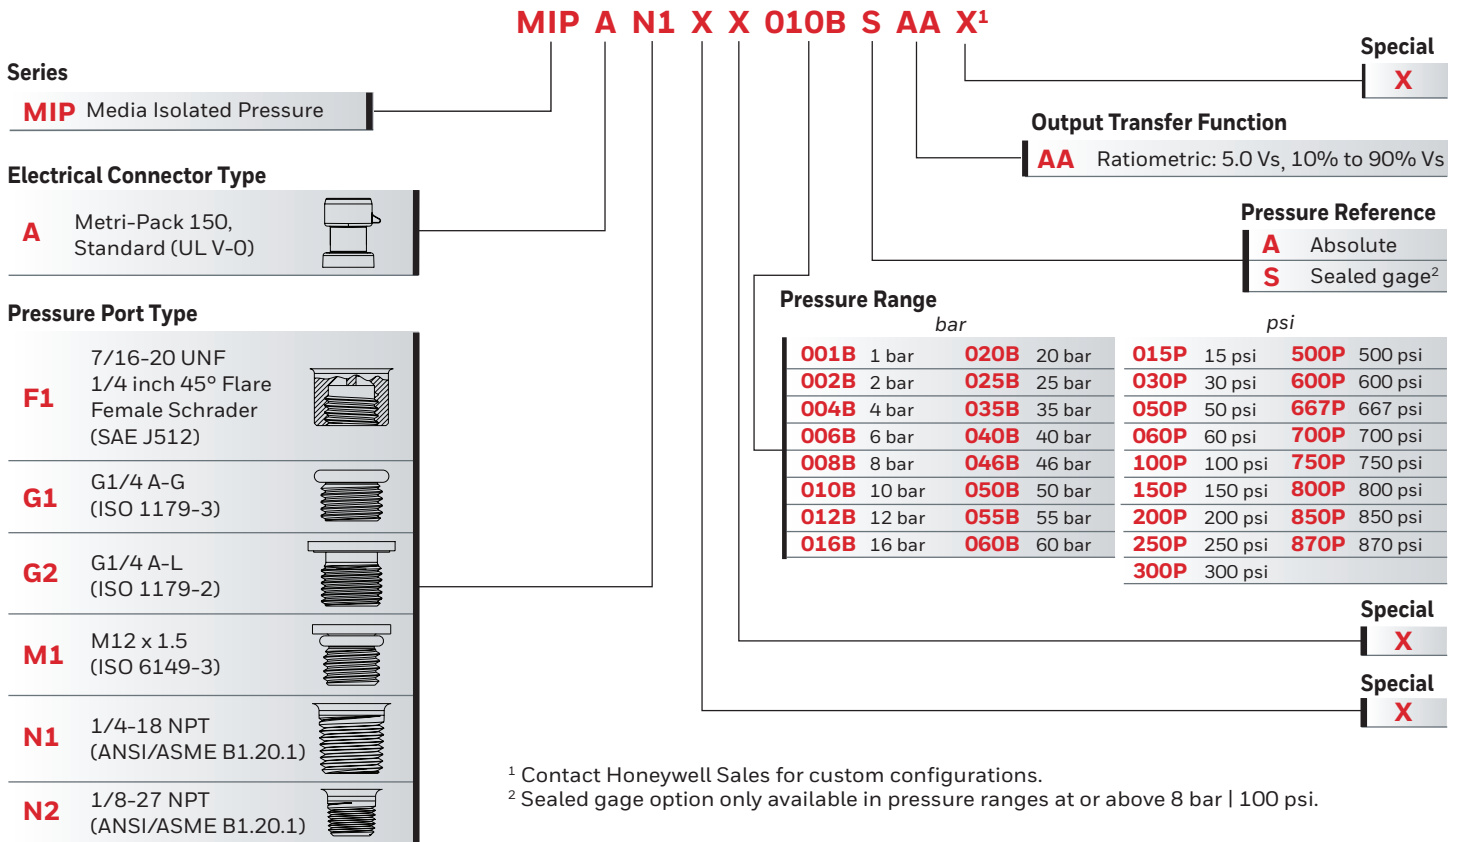 MIP A N1 X X 010B S AA X¹
Series
MIP Media Isolated Pressure
Electrical Connector Type
A Metri-Pack 150,
Standard (UL V-0)
Pressure Port Type
F1 7/16-20 UNF
1/4 inch 45° Flare
Female Schrader
(SAE J512)
G1 G1/4 A-G
(ISO 1179-3)
G2 G1/4 A-L
(ISO 1179-2)
M1 M12 x 1.5
(ISO 6149-3)
N1 1/4-18 NPT
(ANSI/ASME B1.20.1)
N2 1/8-27 NPT
(ANSI/ASME B1.20.1)
Special
X
Output Transfer Function
AA Ratiometric: 5.0 Vs, 10% to 90% Vs
Pressure Reference
A Absolute
S Sealed gage²
Pressure Range
bar psi
001B 1 bar 020B 20 bar 015P 15 psi 500P 500 psi
002B 2 bar 025B 25 bar 030P 30 psi 600P 600 psi
004B 4 bar 035B 35 bar 050P 50 psi 667P 667 psi
006B 6 bar 040B 40 bar 060P 60 psi 700P 700 psi
008B 8 bar 046B 46 bar 100P 100 psi 750P 750 psi
010B 10 bar 050B 50 bar 150P 150 psi 800P 800 psi
012B 12 bar 055B 55 bar 200P 200 psi 850P 850 psi
016B 16 bar 060B 60 bar 250P 250 psi 870P 870 psi
300P 300 psi
Special
X
Special
X
¹ Contact Honeywell Sales for custom configurations.
² Sealed gage option only available in pressure ranges at or above 8 bar | 100 psi.